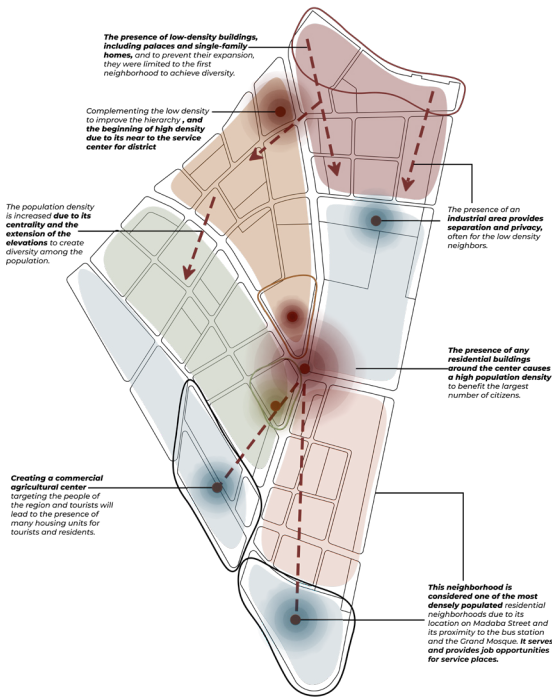 The presence of low-density buildings,
including palaces and single-family
homes, and to prevent their expansion,
they were limited to the first
neighborhood to achieve diversity.
Complementing the low density
to improve the hierarchy , and
the beginning of high density
due to its near to the service
center for district
The population density
is increased due to its
centrality and the
extension of the
elevations to create
diversity among the
population.
The presence of an
industrial area provides
separation and privacy,
often for the low density
neighbors.
The presence of any
residential buildings
around the center causes
a high population density
to benefit the largest
number of citizens.
Creating a commercial
agricultural center
targeting the people of
the region and tourists will
lead to the presence of
many housing units for
tourists and residents.
This neighborhood is
considered one of the most
densely populated residential
neighborhoods due to its
location on Madaba Street and
its proximity to the bus station
and the Grand Mosque. It serves
and provides job opportunities
for service places.